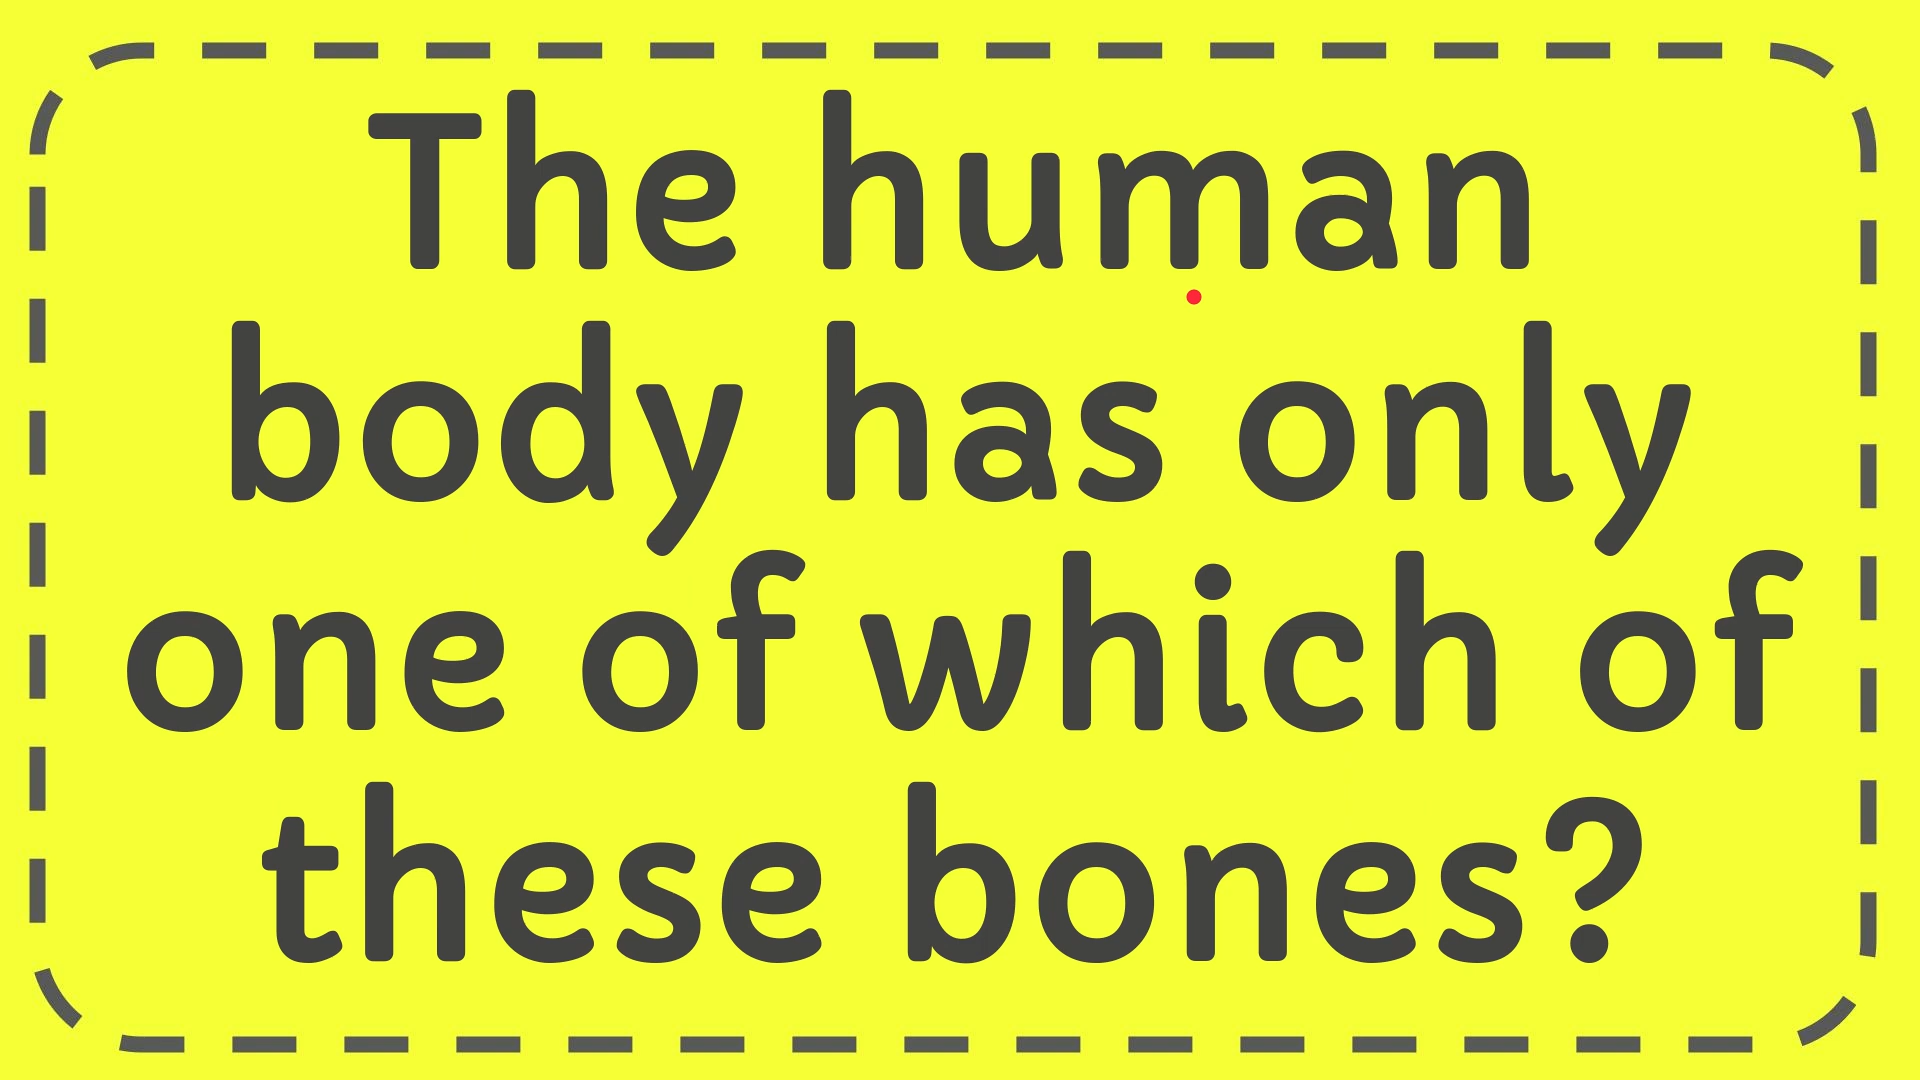 The human
body has only
one of which of
these bones?